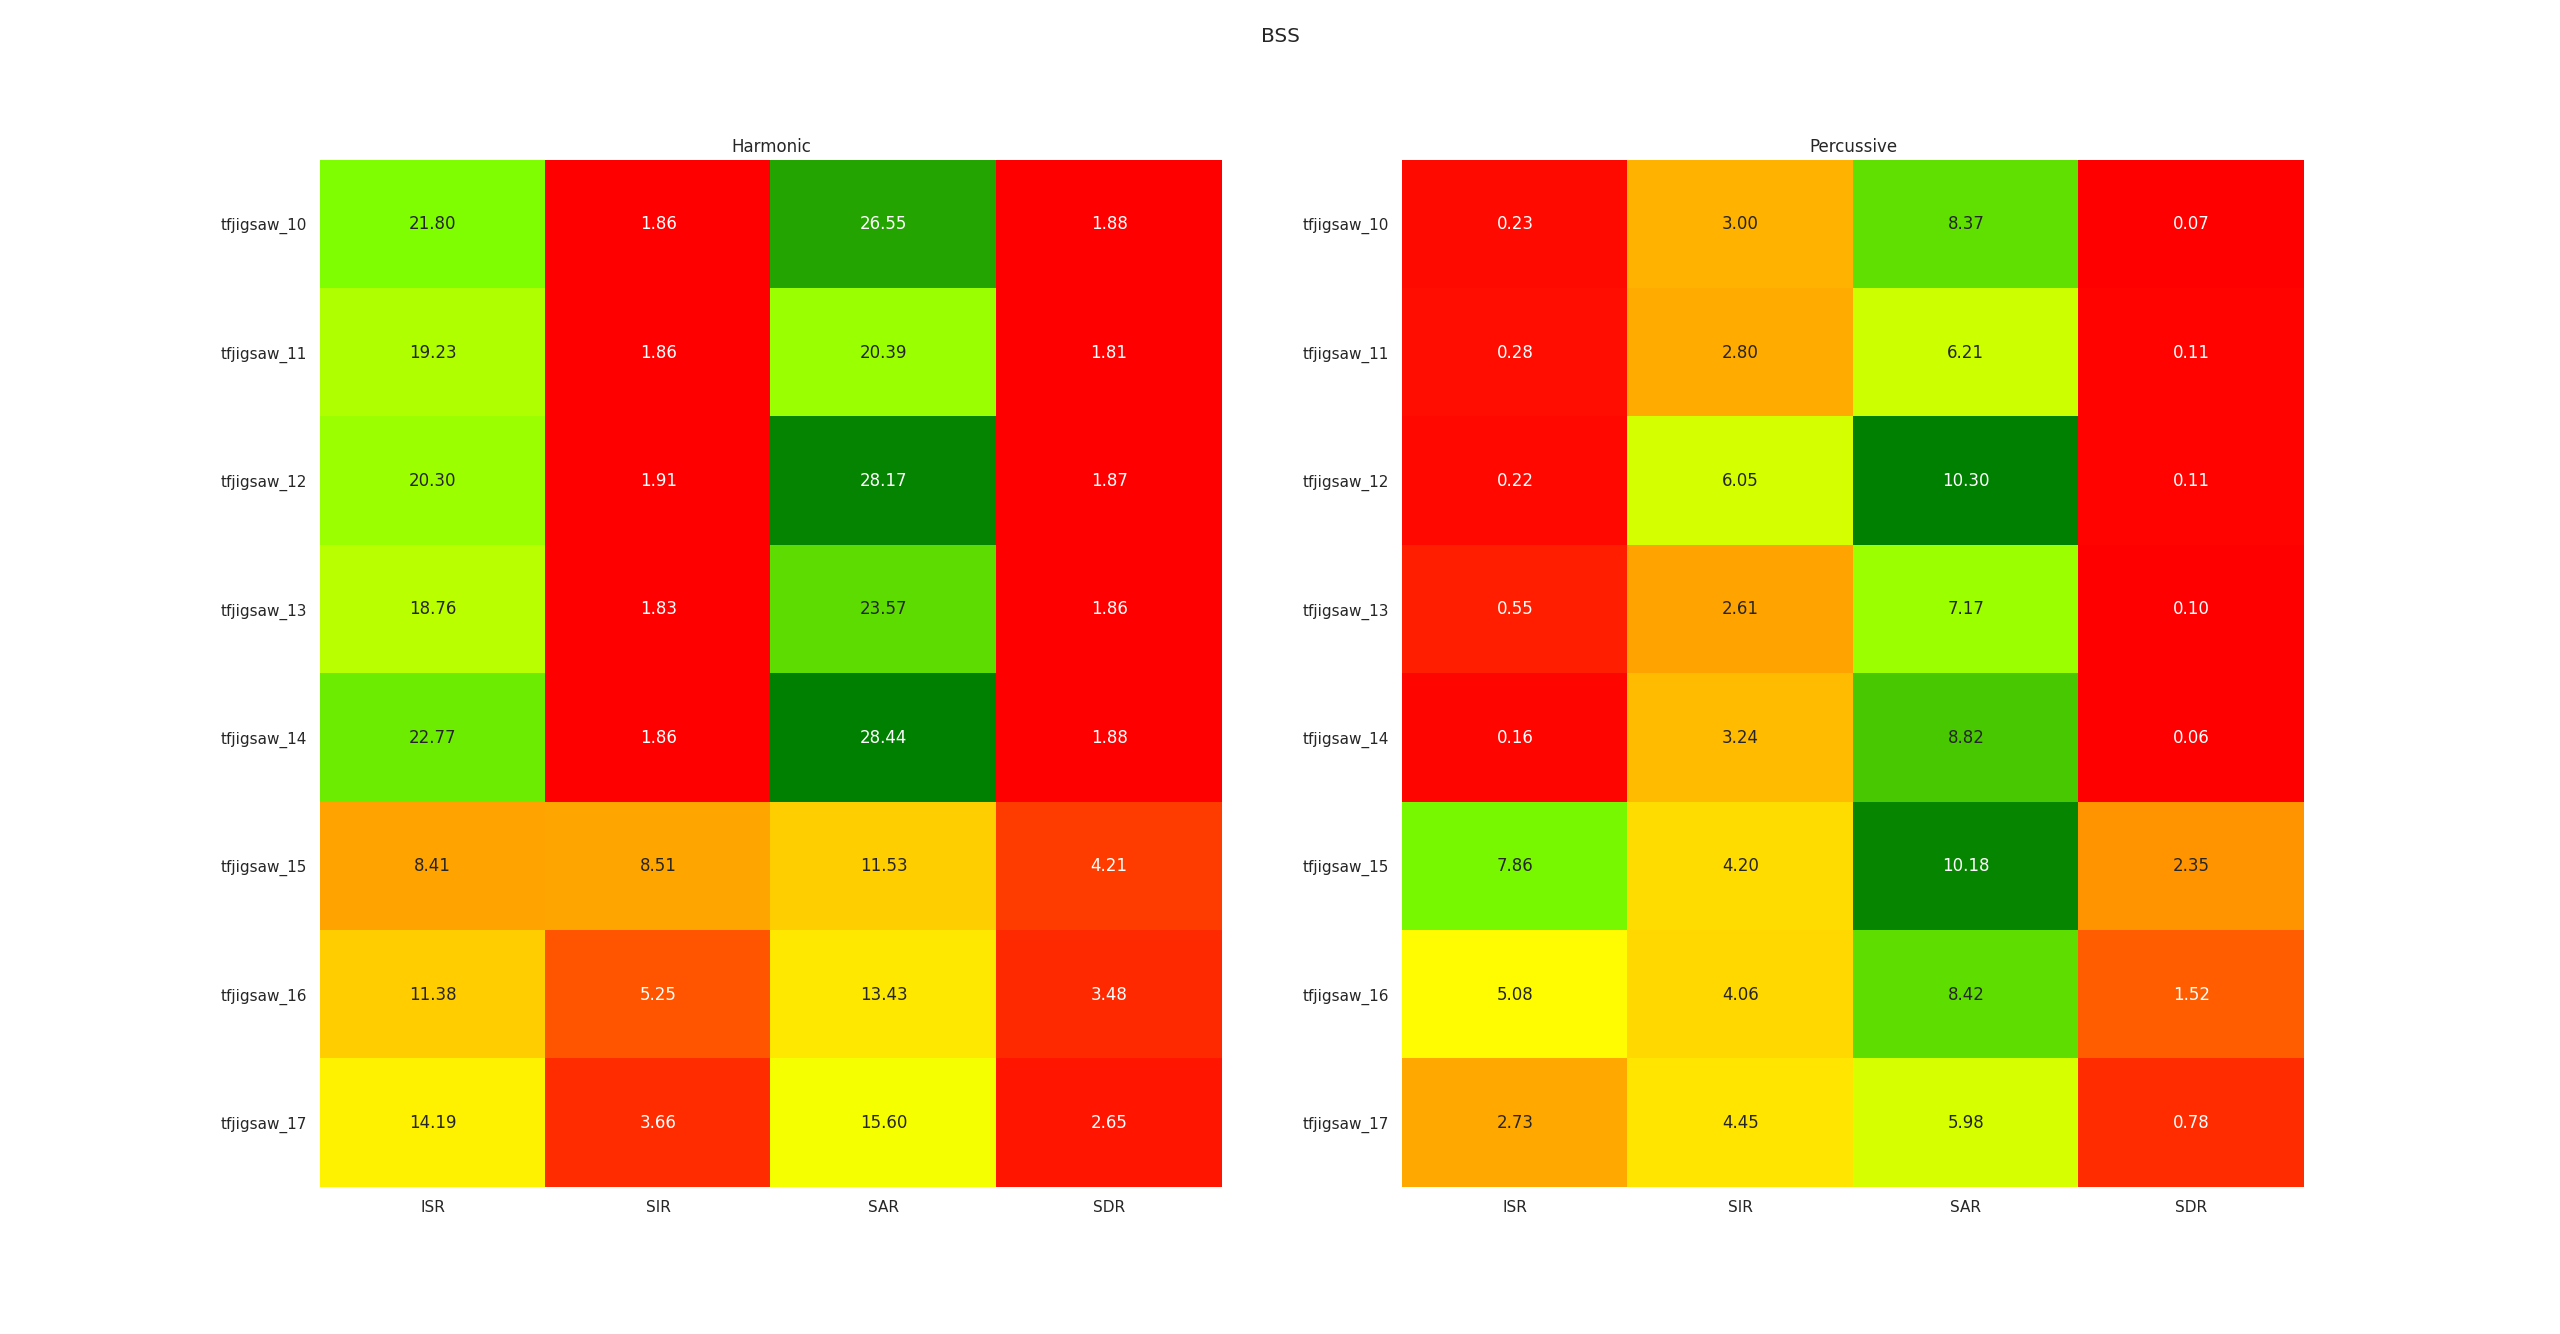 BSS
Harmonic
tfjigsaw_10 21.80 1.86 26.55 1.88
tfjigsaw_11 19.23 1.86 20.39 1.81
tfjigsaw_12 20.30 1.91 28.17 1.87
tfjigsaw_13 18.76 1.83 23.57 1.86
tfjigsaw_14 22.77 1.86 28.44 1.88
tfjigsaw_15 8.41 8.51 11.53 4.21
tfjigsaw_16 11.38 5.25 13.43 3.48
tfjigsaw_17 14.19 3.66 15.60 2.65
ISR SIR SAR SDR
Percussive
tfjigsaw_10 0.23 3.00 8.37 0.07
tfjigsaw_11 0.28 2.80 6.21 0.11
tfjigsaw_12 0.22 6.05 10.30 0.11
tfjigsaw_13 0.55 2.61 7.17 0.10
tfjigsaw_14 0.16 3.24 8.82 0.06
tfjigsaw_15 7.86 4.20 10.18 2.35
tfjigsaw_16 5.08 4.06 8.42 1.52
tfjigsaw_17 2.73 4.45 5.98 0.78
ISR SIR SAR SDR